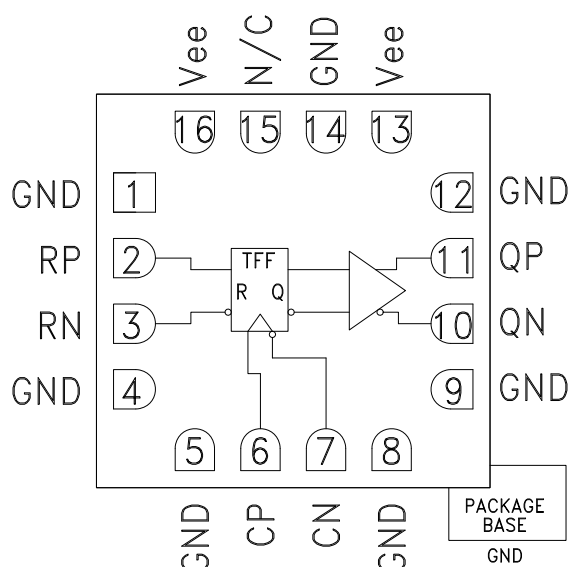 Vee
N/C
GND
Vee
16
15
14
13
GND
1
12
GND
RP
2
TFF
11
QP
R
Q
RN
3
10
QN
GND
4
9
GND
5
6
7
8
GND
CP
CN
GND
PACKAGE
BASE
GND